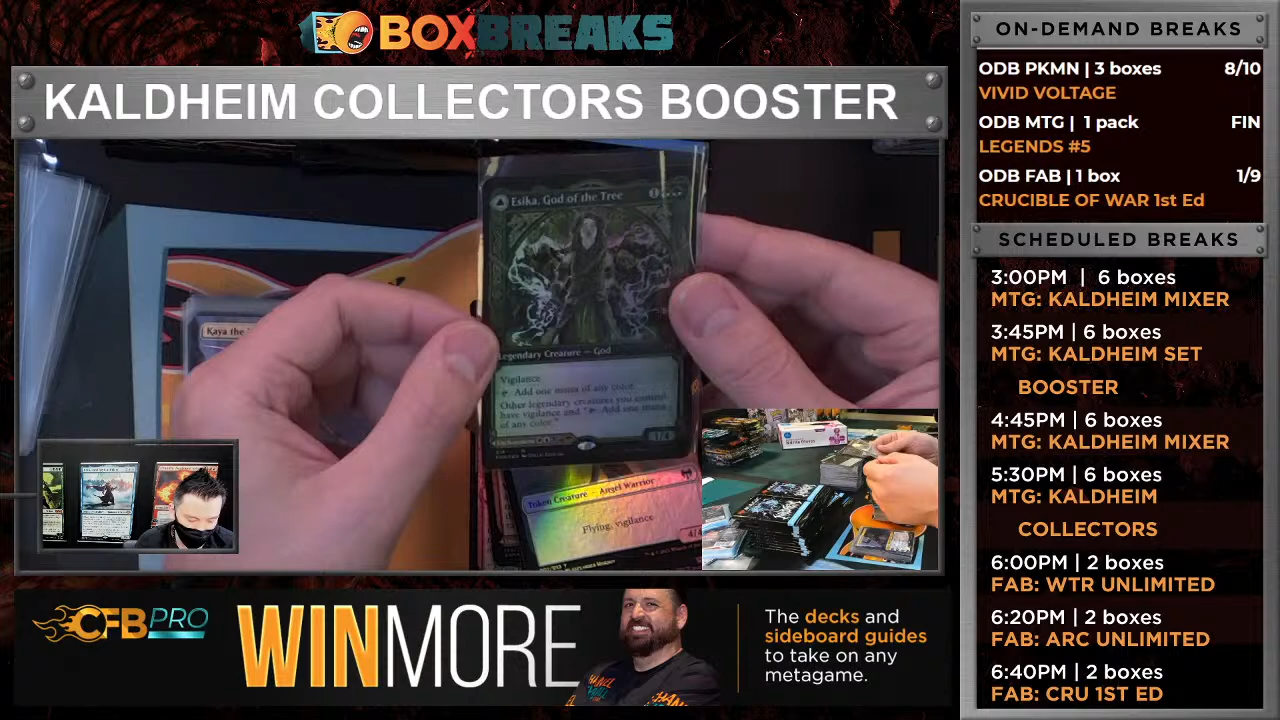 BOXBREAKS
KALDHEIM COLLECTORS BOOSTER
Esika, God of the Tree
Legendary Creature — God
Vigilance
Add one mana of any color.
Other legendary creatures you control
have vigilance and "Add one mana
of any color."
1/4
Kaya the
Token Creature — Angel Warrior
Flying, vigilance
4/4
CFBPRO
WINMORE
The decks and
sideboard guides
to take on any
metagame.
ON-DEMAND BREAKS
ODB PKMN | 3 boxes 8/10
VIVID VOLTAGE
ODB MTG | 1 pack FIN
LEGENDS #5
ODB FAB | 1 box 1/9
CRUCIBLE OF WAR 1st Ed
SCHEDULED BREAKS
3:00PM | 6 boxes
MTG: KALDHEIM MIXER
3:45PM | 6 boxes
MTG: KALDHEIM SET
BOOSTER
4:45PM | 6 boxes
MTG: KALDHEIM MIXER
5:30PM | 6 boxes
MTG: KALDHEIM
COLLECTORS
6:00PM | 2 boxes
FAB: WTR UNLIMITED
6:20PM | 2 boxes
FAB: ARC UNLIMITED
6:40PM | 2 boxes
FAB: CRU 1ST ED